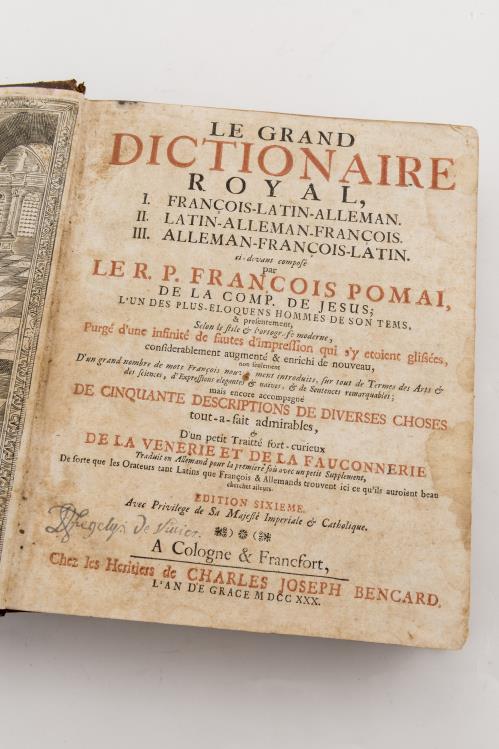 LE GRAND
DICTIONAIRE
ROYAL,
I. FRANÇOIS-LATIN-ALLEMAN.
II. LATIN-ALLEMAN-FRANÇOIS.
III. ALLEMAN-FRANÇOIS-LATIN.
ci-devant composé
par
LE R. P. FRANÇOIS POMAI,
DE LA COMP. DE JESUS;
L'UN DES PLUS-ELOQUENS HOMMES DE SON TEMS,
& presentement,
Selon le stile & l'ortografe moderne,
Purgé d'une infinité de fautes d'impression qui s'y etoient glissées,
considerablement augmenté & enrichi de nouveau,
non seulement
D'un grand nombre de mots François nouvellement introduits, sur tout de Termes des Arts &
des sciences, d'Expressions elegantes & naives, & de Sentences remarquables;
mais encore accompagné
DE CINQUANTE DESCRIPTIONS DE DIVERSES CHOSES
tout-a-fait admirables,
&
D'un petit Traitté fort-curieux
DE LA VENERIE ET DE LA FAUCONNERIE
Traduit en Allemand pour la premiere fois avec un petit Supplement,
De sorte que les Orateurs tant Latins que François & Allemands trouvent ici ce qu'ils auroient beau
chercher ailleurs.
EDITION SIXIEME.
Avec Privilege de Sa Majesté Imperiale & Catholique.
A Cologne & Francfort,
Chez les Heritiers de CHARLES JOSEPH BENCARD.
L'AN DE GRACE MDCC XXX.